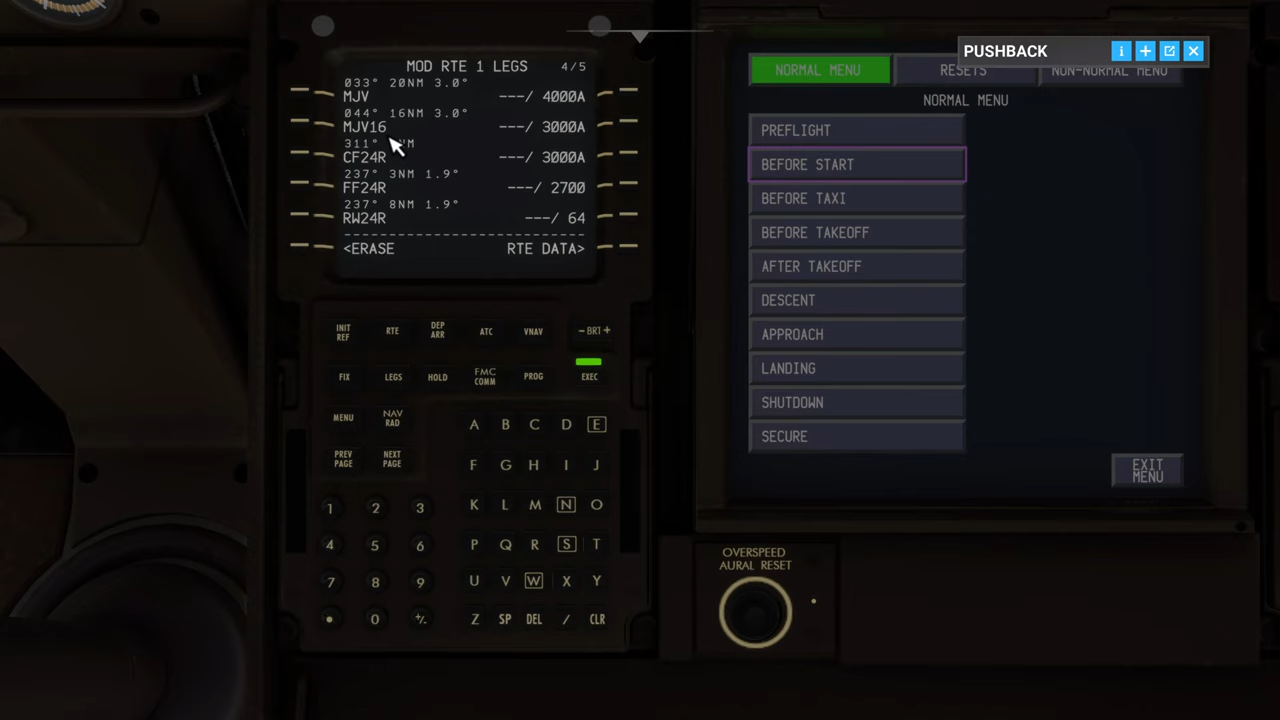 MOD RTE 1 LEGS 4/5
033° 20NM 3.0°
MJV ---/ 4000A
044° 16NM 3.0°
MJV16 ---/ 3000A
311° NM
CF24R ---/ 3000A
237° 3NM 1.9°
FF24R ---/ 2700
237° 8NM 1.9°
RW24R ---/ 64
<ERASE RTE DATA>
INIT REF
RTE
DEP ARR
ATC
VNAV
- BRT +
FIX
LEGS
HOLD
FMC COMM
PROG
EXEC
MENU
NAV RAD
PREV PAGE
NEXT PAGE
A B C D E
F G H I J
K L M N O
P Q R S T
U V W X Y
Z SP DEL / CLR
1 2 3
4 5 6
7 8 9
. 0 +/-
PUSHBACK i + X
NORMAL MENU
RESETS
NON-NORMAL MENU
NORMAL MENU
PREFLIGHT
BEFORE START
BEFORE TAXI
BEFORE TAKEOFF
AFTER TAKEOFF
DESCENT
APPROACH
LANDING
SHUTDOWN
SECURE
EXIT
MENU
OVERSPEED
AURAL RESET